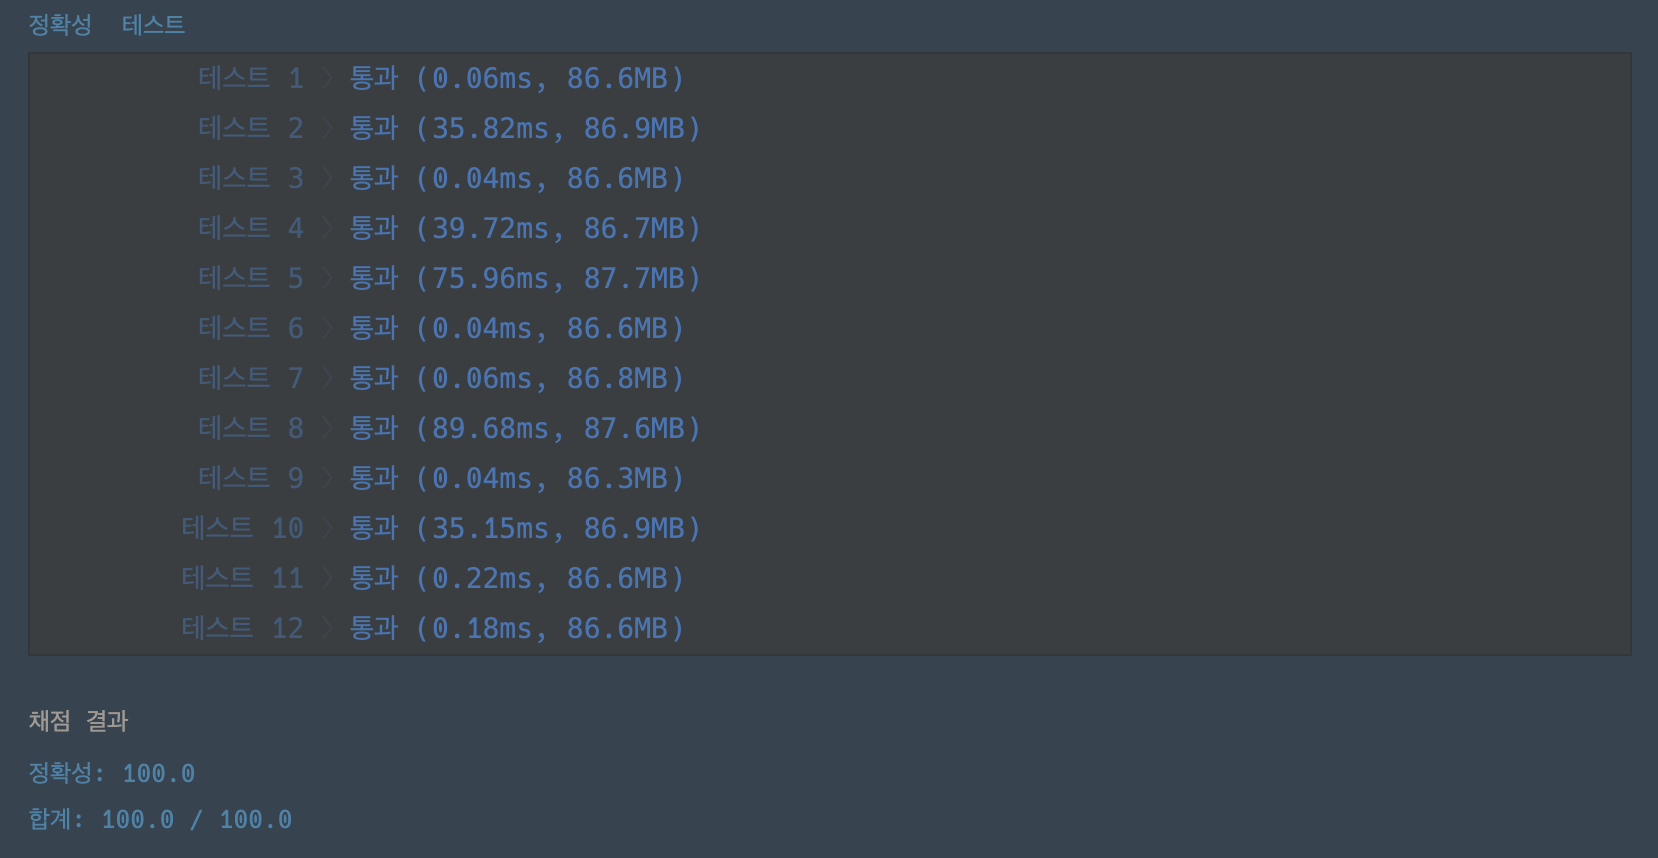 정확성 테스트
테스트 1 〉 통과 (0.06ms, 86.6MB)
테스트 2 〉 통과 (35.82ms, 86.9MB)
테스트 3 〉 통과 (0.04ms, 86.6MB)
테스트 4 〉 통과 (39.72ms, 86.7MB)
테스트 5 〉 통과 (75.96ms, 87.7MB)
테스트 6 〉 통과 (0.04ms, 86.6MB)
테스트 7 〉 통과 (0.06ms, 86.8MB)
테스트 8 〉 통과 (89.68ms, 87.6MB)
테스트 9 〉 통과 (0.04ms, 86.3MB)
테스트 10 〉 통과 (35.15ms, 86.9MB)
테스트 11 〉 통과 (0.22ms, 86.6MB)
테스트 12 〉 통과 (0.18ms, 86.6MB)
채점 결과
정확성: 100.0
합계: 100.0 / 100.0